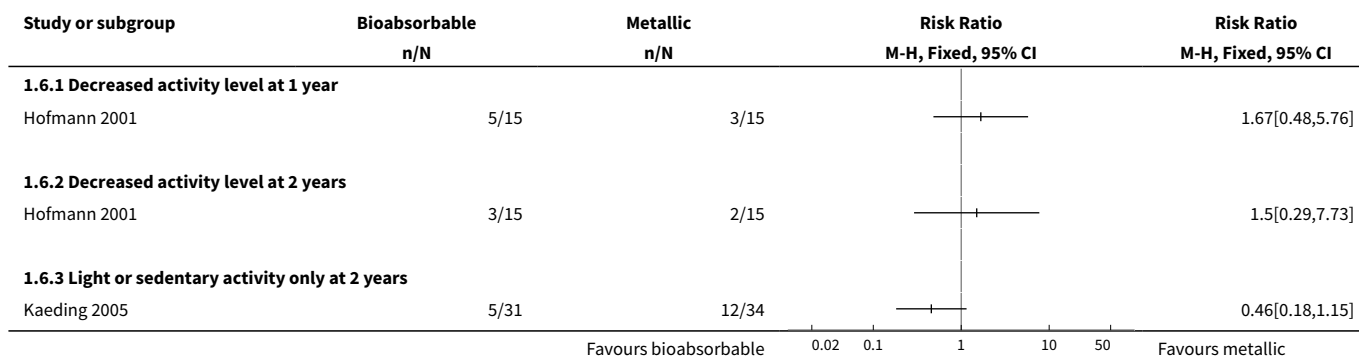 Study or subgroup Bioabsorbable Metallic Risk Ratio Risk Ratio
n/N n/N M-H, Fixed, 95% CI M-H, Fixed, 95% CI
1.6.1 Decreased activity level at 1 year
Hofmann 2001 5/15 3/15 1.67[0.48,5.76]
1.6.2 Decreased activity level at 2 years
Hofmann 2001 3/15 2/15 1.5[0.29,7.73]
1.6.3 Light or sedentary activity only at 2 years
Kaeding 2005 5/31 12/34 0.46[0.18,1.15]
Favours bioabsorbable 0.02 0.1 1 10 50 Favours metallic